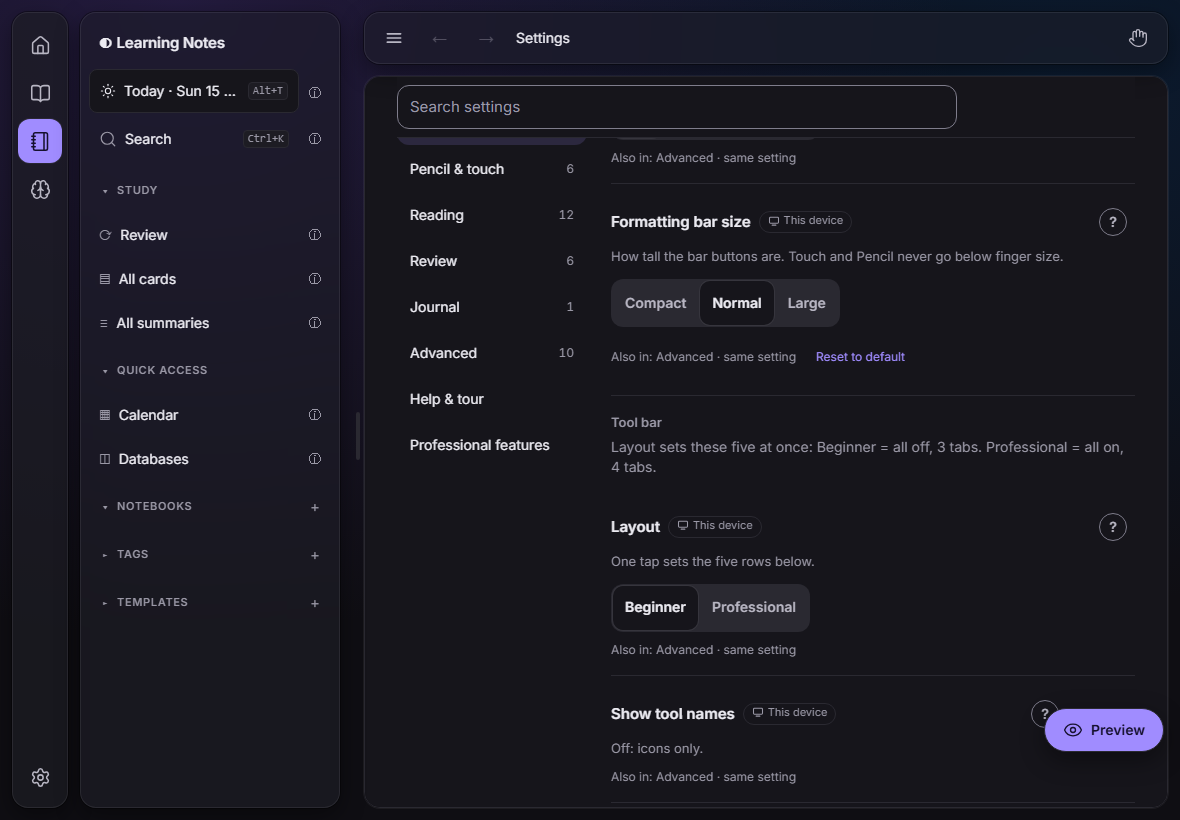 Learning Notes
Today · Sun 15 ... Alt+T
Search Ctrl+K
STUDY
Review
All cards
All summaries
QUICK ACCESS
Calendar
Databases
NOTEBOOKS +
TAGS +
TEMPLATES +
Settings
Search settings
Pencil & touch 6
Reading 12
Review 6
Journal 1
Advanced 10
Help & tour
Professional features
Also in: Advanced · same setting
Formatting bar size This device ?
How tall the bar buttons are. Touch and Pencil never go below finger size.
Compact Normal Large
Also in: Advanced · same setting Reset to default
Tool bar
Layout sets these five at once: Beginner = all off, 3 tabs. Professional = all on,
4 tabs.
Layout This device ?
One tap sets the five rows below.
Beginner Professional
Also in: Advanced · same setting
Show tool names This device ?
Off: icons only.
Also in: Advanced · same setting
Preview